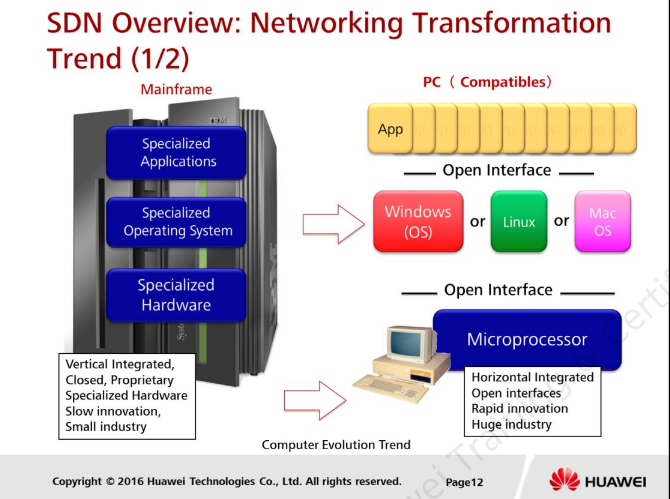 SDN Overview: Networking Transformation
Trend (1/2)
Mainframe
PC ( Compatibles)
IBM
Specialized
Applications
Specialized
Operating System
Specialized
Hardware
System
App
Open Interface
Windows
(OS)
or
Linux
or
Mac
OS
Open Interface
Microprocessor
Vertical Integrated,
Closed, Proprietary
Specialized Hardware
Slow innovation,
Small industry
Horizontal Integrated
Open interfaces
Rapid innovation
Huge industry
Computer Evolution Trend
Copyright © 2016 Huawei Technologies Co., Ltd. All rights reserved.
Page12
HUAWEI